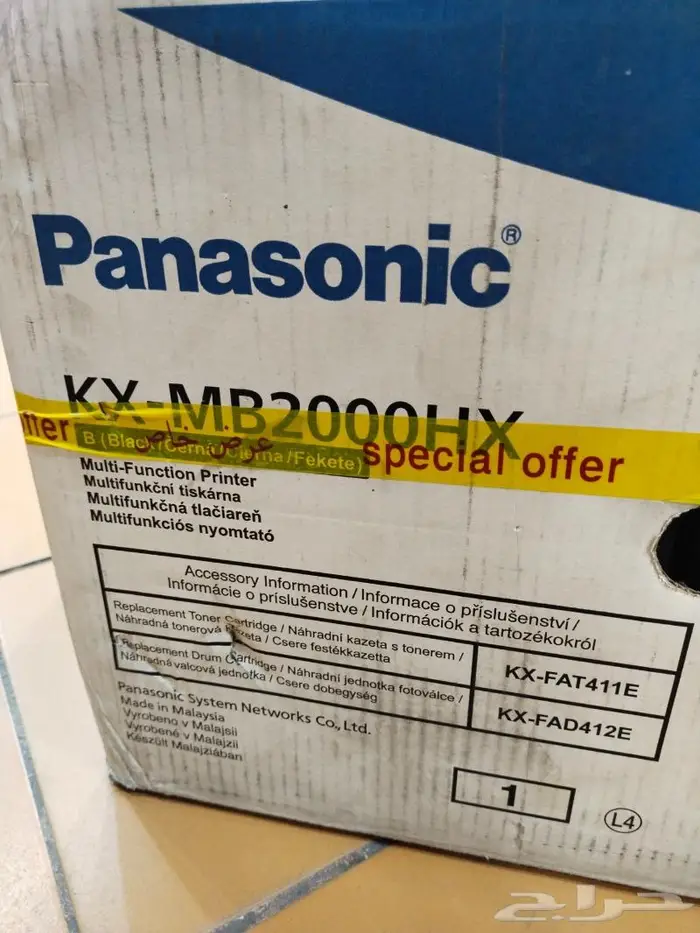 Panasonic®
KX-MB2000HX
ffer عرض خاص special offer
B (Black/Černá/Čierna/Fekete)
Multi-Function Printer
Multifunkční tiskárna
Multifunkčná tlačiareň
Multifunkciós nyomtató
Accessory Information / Informace o příslušenství /
Informácie o príslušenstve / Információk a tartozékokról
Replacement Toner Cartridge / Náhradní kazeta s tonerem /
Náhradná tonerová kazeta / Csere festékkazetta
KX-FAT411E
Replacement Drum Cartridge / Náhradní jednotka fotoválce /
Náhradná valcová jednotka / Csere dobegység
KX-FAD412E
Panasonic System Networks Co., Ltd.
Made in Malaysia
Vyrobeno v Malajsii
Vyrobené v Malajzii
Készült Malajziában
1
L4
حراج